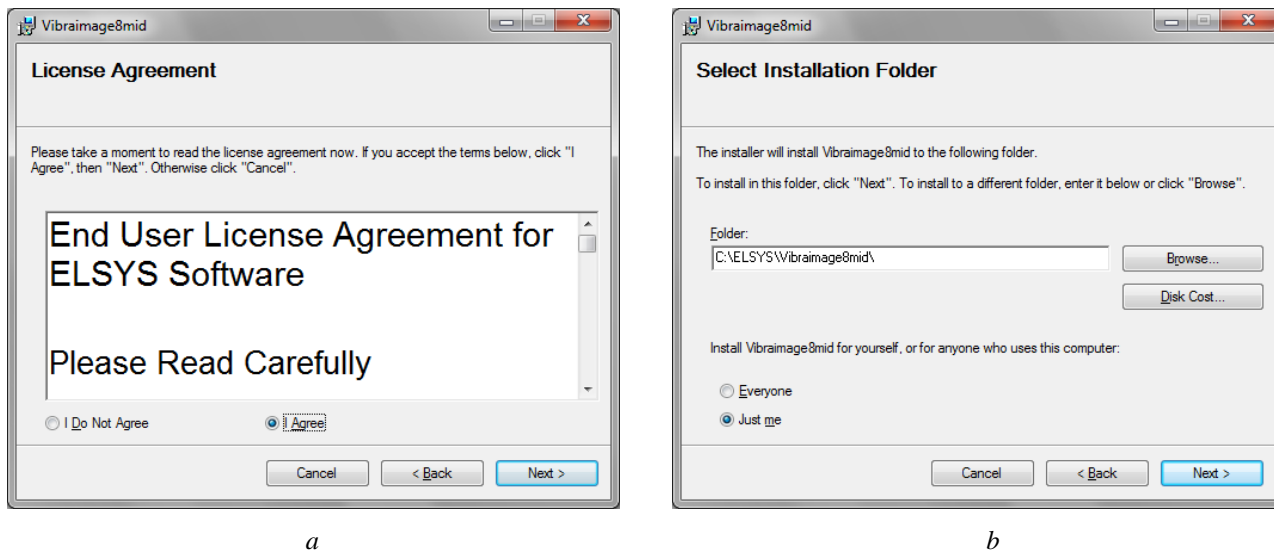 Vibraimage8mid
License Agreement
Please take a moment to read the license agreement now. If you accept the terms below, click "I
Agree", then "Next". Otherwise click "Cancel".
End User License Agreement for
ELSYS Software
Please Read Carefully
I Do Not Agree
I Agree
Cancel
< Back
Next >
a
Vibraimage8mid
Select Installation Folder
The installer will install Vibraimage8mid to the following folder.
To install in this folder, click "Next". To install to a different folder, enter it below or click "Browse".
Folder:
C:\ELSYS\Vibraimage8mid\
Browse...
Disk Cost...
Install Vibraimage8mid for yourself, or for anyone who uses this computer:
Everyone
Just me
Cancel
< Back
Next >
b